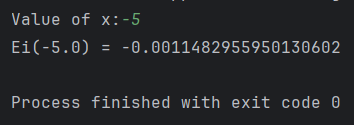 Value of x:-5
Ei(-5.0) = -0.0011482955950130602
Process finished with exit code 0